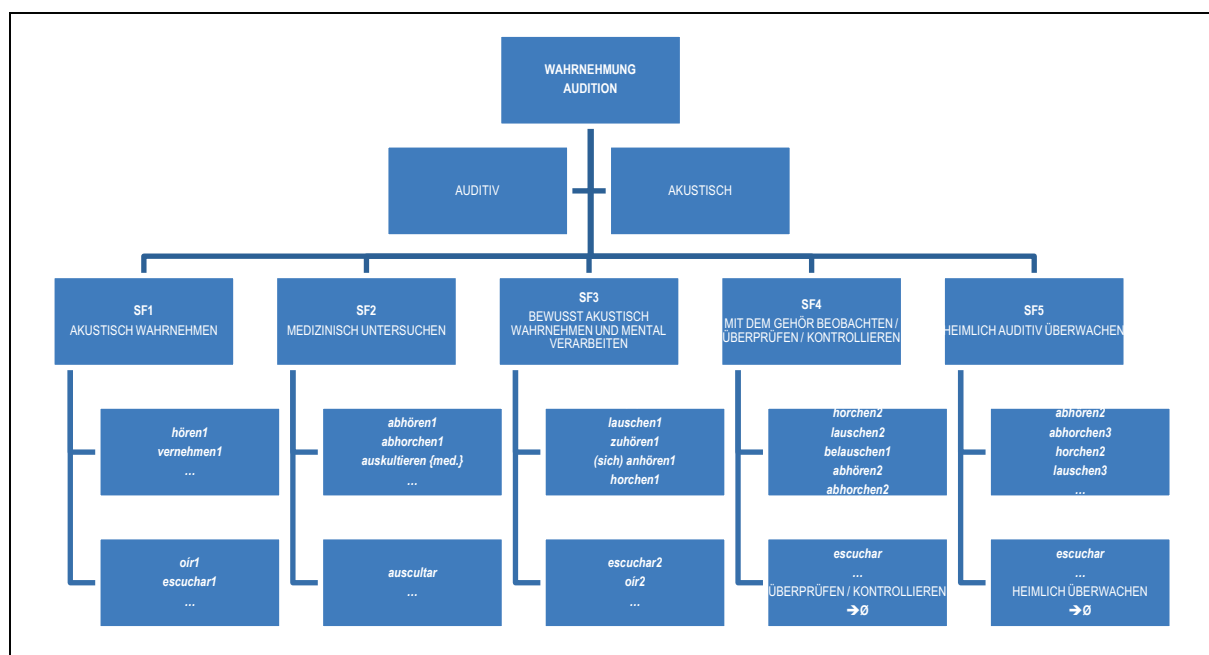 WAHRNEHMUNG
AUDITION
AUDITIV
AKUSTISCH
SF1
AKUSTISCH WAHRNEHMEN
SF2
MEDIZINISCH UNTERSUCHEN
SF3
BEWUSST AKUSTISCH
WAHRNEHMEN UND MENTAL
VERARBEITEN
SF4
MIT DEM GEHÖR BEOBACHTEN /
ÜBERPRÜFEN / KONTROLLIEREN
SF5
HEIMLICH AUDITIV ÜBERWACHEN
hören1
vernehmen1
...
abhören1
abhorchen1
auskultieren {med.}
...
lauschen1
zuhören1
(sich) anhören1
horchen1
horchen2
lauschen2
belauschen1
abhören2
abhorchen2
abhören2
abhorchen3
horchen2
lauschen3
...
oír1
escuchar1
...
auscultar
...
escuchar2
oír2
...
escuchar
...
ÜBERPRÜFEN / KONTROLLIEREN
➔Ø
escuchar
...
HEIMLICH ÜBERWACHEN
➔Ø